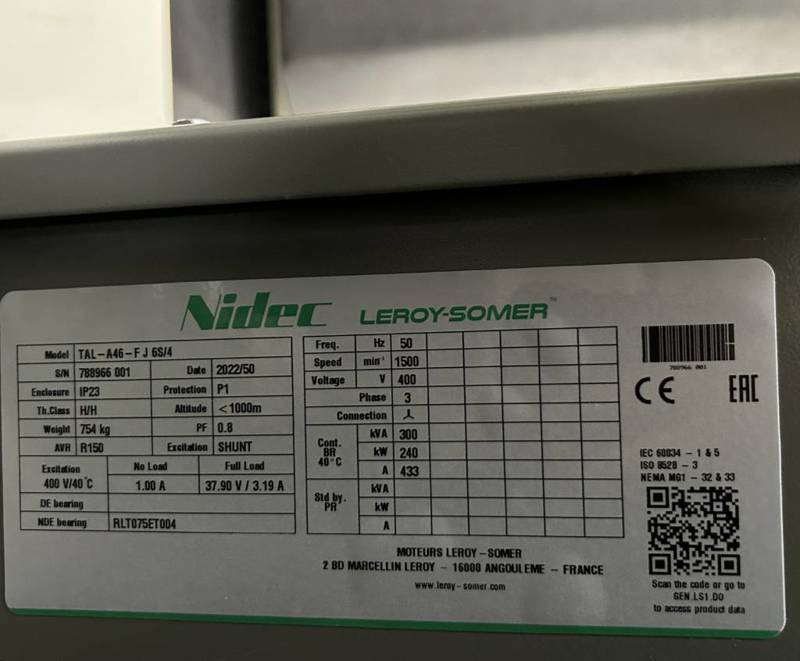 Nidec LEROY-SOMER™
Model TAL-A46-F J 6S/4
S/N 788966 001 Date 2022/50
Enclosure IP23 Protection P1
Th.Class H/H Altitude <1000m
Weight 754 kg PF 0.8
AVR R150 Excitation SHUNT
Excitation No Load Full Load
400 V/40°C 1.00 A 37.90 V / 3.19 A
DE bearing
NDE bearing RLT075ET004
Freq. Hz 50
Speed min⁻¹ 1500
Voltage V 400
Phase 3
Connection
Cont. BR 40°C
kVA 300
kW 240
A 433
Std by. PR
kVA
kW
A
MOTEURS LEROY-SOMER
2 BD MARCELLIN LEROY - 16000 ANGOULEME - FRANCE
www.leroy-somer.com
788966 001
CE EAC
IEC 60034 - 1 & 5
ISO 8528 - 3
NEMA MG1 - 32 & 33
Scan the code or go to
GEN.LS1.DO
to access product data